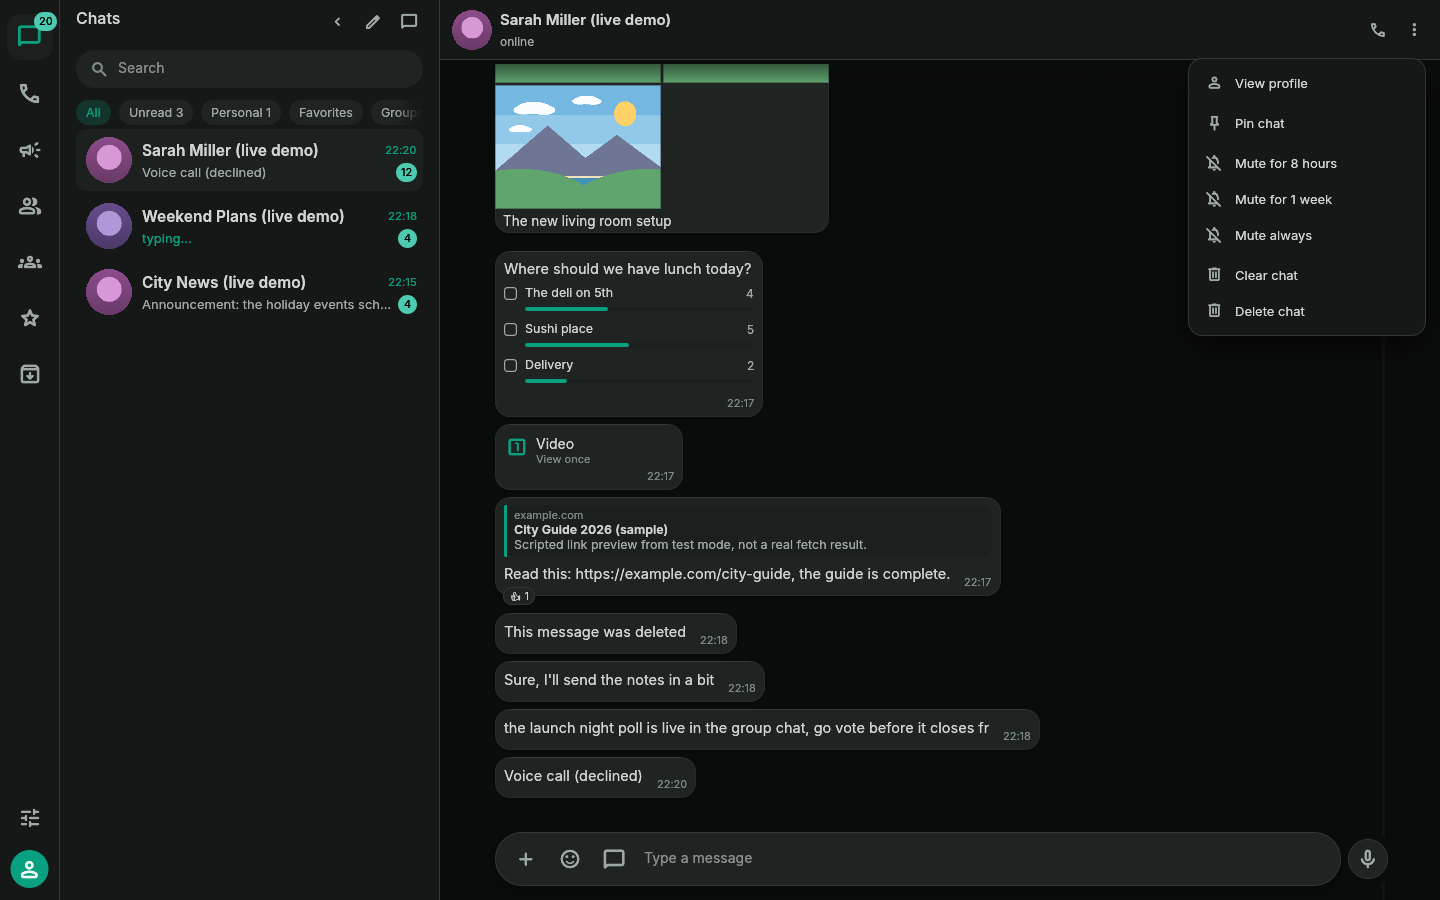 20
Chats
Search
All
Unread 3
Personal 1
Favorites
Group
Sarah Miller (live demo)
22:20
Voice call (declined)
12
Weekend Plans (live demo)
22:18
typing...
4
City News (live demo)
22:15
Announcement: the holiday events sch...
4
Sarah Miller (live demo)
online
View profile
Pin chat
Mute for 8 hours
Mute for 1 week
Mute always
Clear chat
Delete chat
The new living room setup
Where should we have lunch today?
The deli on 5th
4
Sushi place
5
Delivery
2
22:17
1
Video
View once
22:17
example.com
City Guide 2026 (sample)
Scripted link preview from test mode, not a real fetch result.
Read this: https://example.com/city-guide, the guide is complete.
22:17
👍 1
This message was deleted
22:18
Sure, I'll send the notes in a bit
22:18
the launch night poll is live in the group chat, go vote before it closes fr
22:18
Voice call (declined)
22:20
Type a message